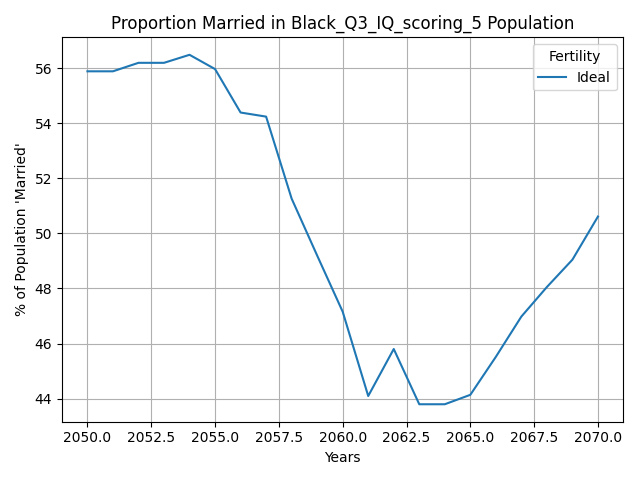 Proportion Married in Black_Q3_IQ_scoring_5 Population
Fertility
Ideal
% of Population 'Married'
56
54
52
50
48
46
44
2050.0 2052.5 2055.0 2057.5 2060.0 2062.5 2065.0 2067.5 2070.0
Years